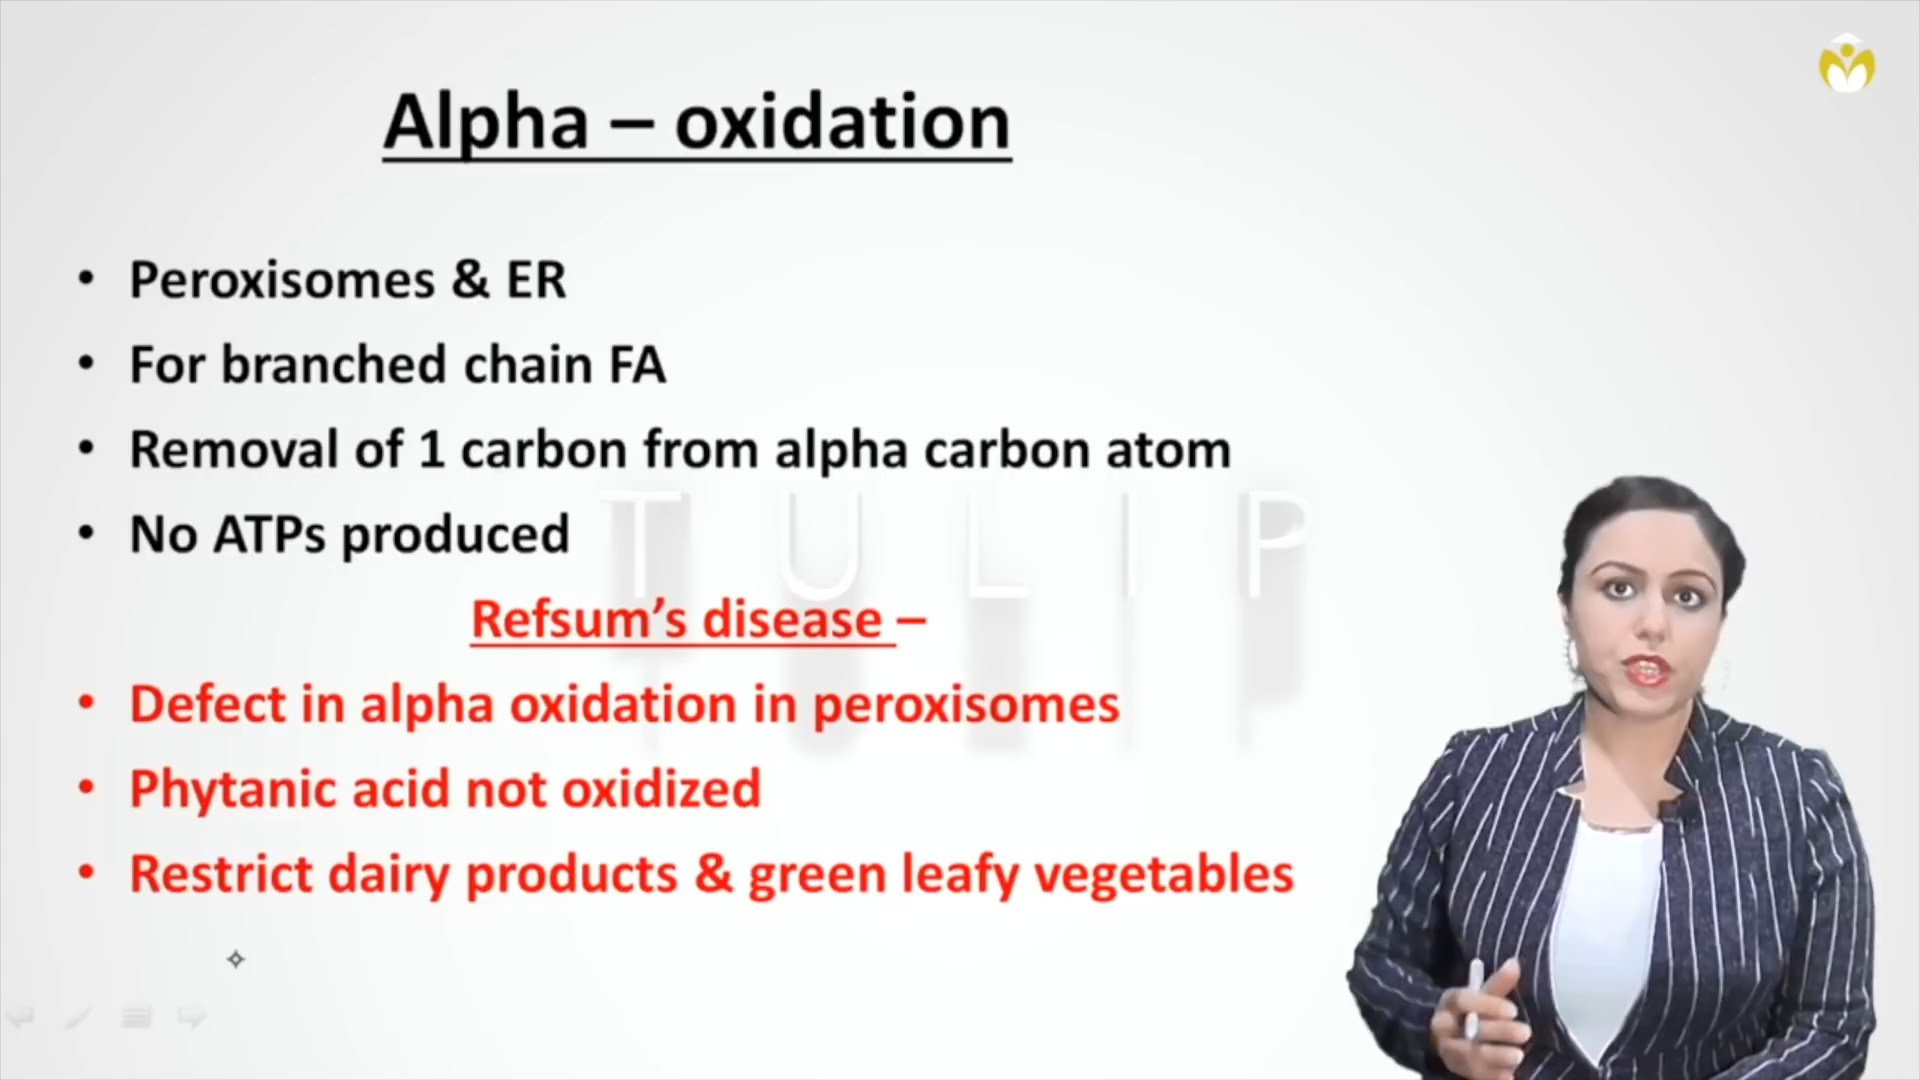 Alpha – oxidation
• Peroxisomes & ER
• For branched chain FA
• Removal of 1 carbon from alpha carbon atom
• No ATPs produced
TULIP
Refsum’s disease –
• Defect in alpha oxidation in peroxisomes
• Phytanic acid not oxidized
• Restrict dairy products & green leafy vegetables